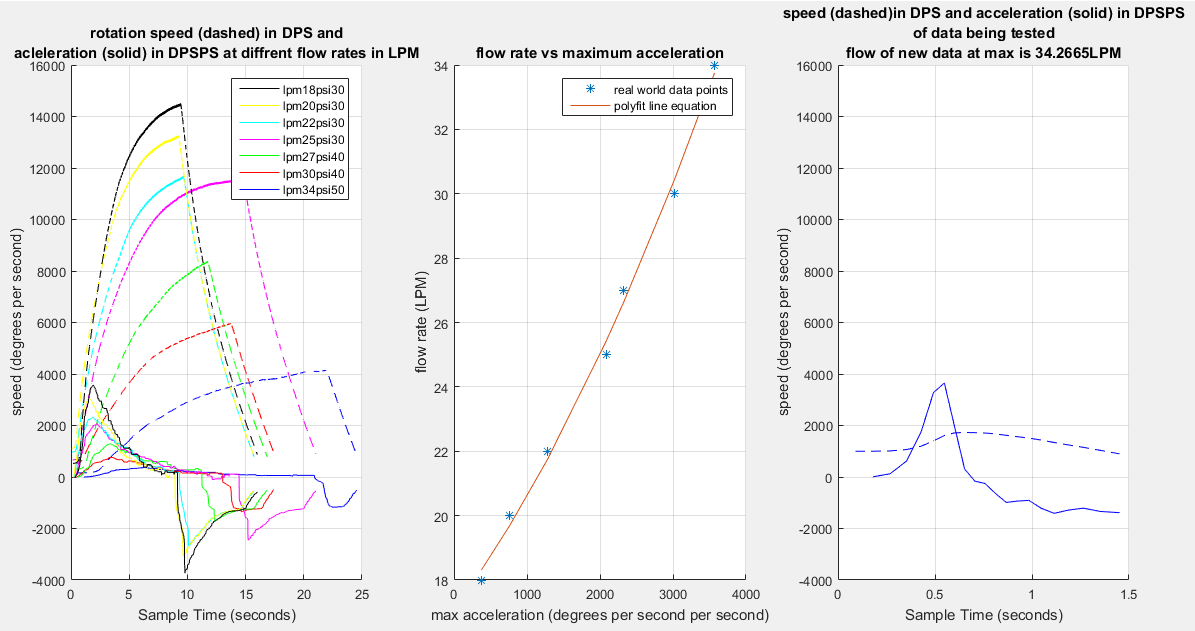 rotation speed (dashed) in DPS and
acleleration (solid) in DPSPS at diffrent flow rates in LPM
16000
14000
12000
10000
8000
6000
4000
2000
0
-2000
-4000
speed (degrees per second)
0
5
10
15
20
25
Sample Time (seconds)
lpm18psi30
lpm20psi30
lpm22psi30
lpm25psi30
lpm27psi40
lpm30psi40
lpm34psi50
flow rate vs maximum acceleration
34
32
30
28
26
24
22
20
18
flow rate (LPM)
0
1000
2000
3000
4000
max acceleration (degrees per second per second)
real world data points
polyfit line equation
speed (dashed)in DPS and acceleration (solid) in DPSPS
of data being tested
flow of new data at max is 34.2665LPM
16000
14000
12000
10000
8000
6000
4000
2000
0
-2000
-4000
speed (degrees per second)
0
0.5
1
1.5
Sample Time (seconds)